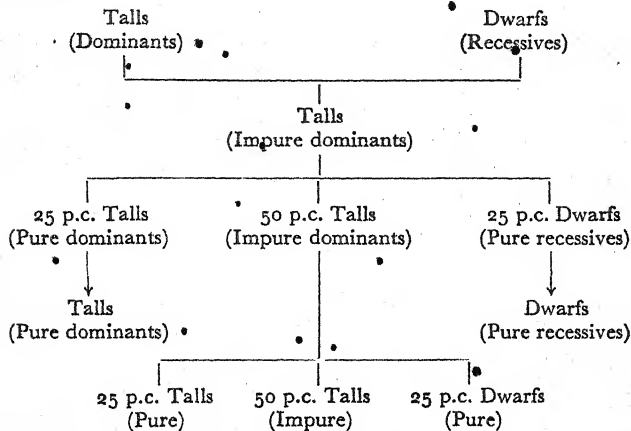 Talls Dwarfs
(Dominants) (Recessives)
Talls
(Impure dominants)
25 p.c. Talls 50 p.c. Talls 25 p.c. Dwarfs
(Pure dominants) (Impure dominants) (Pure recessives)
Talls Dwarfs
(Pure dominants) (Pure recessives)
25 p.c. Talls 50 p.c. Talls 25 p.c. Dwarfs
(Pure) (Impure) (Pure)